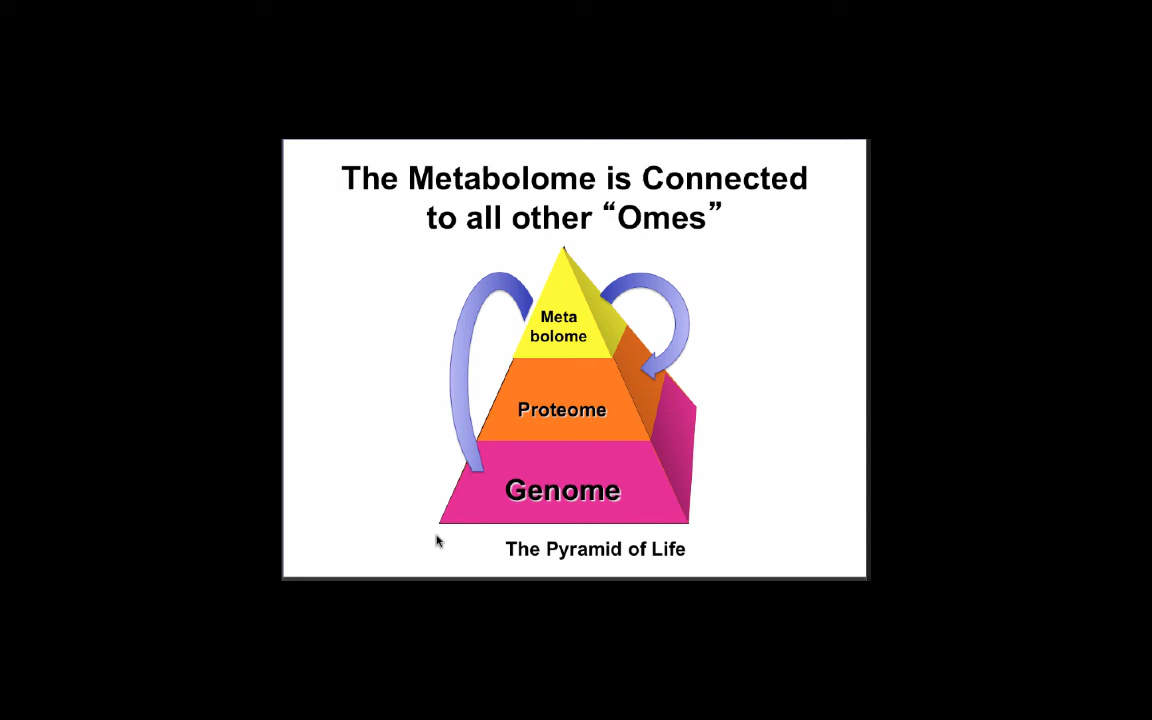 The Metabolome is Connected
to all other “Omes”
Meta
bolome
Proteome
Genome
The Pyramid of Life